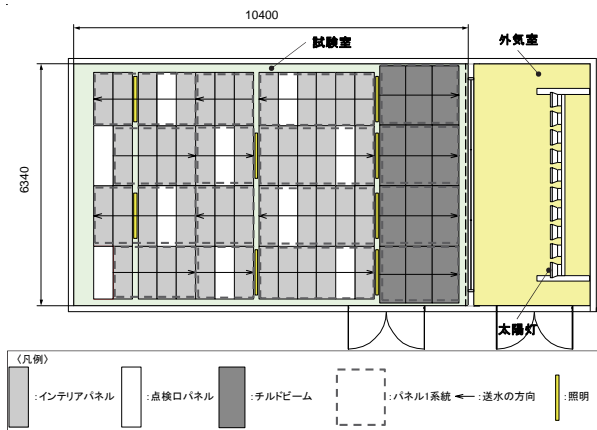 10400
試験室
外気室
6340
太陽灯
〈凡例〉
:インテリアパネル :点検口パネル :チルドビーム :パネル1系統 :送水の方向 :照明